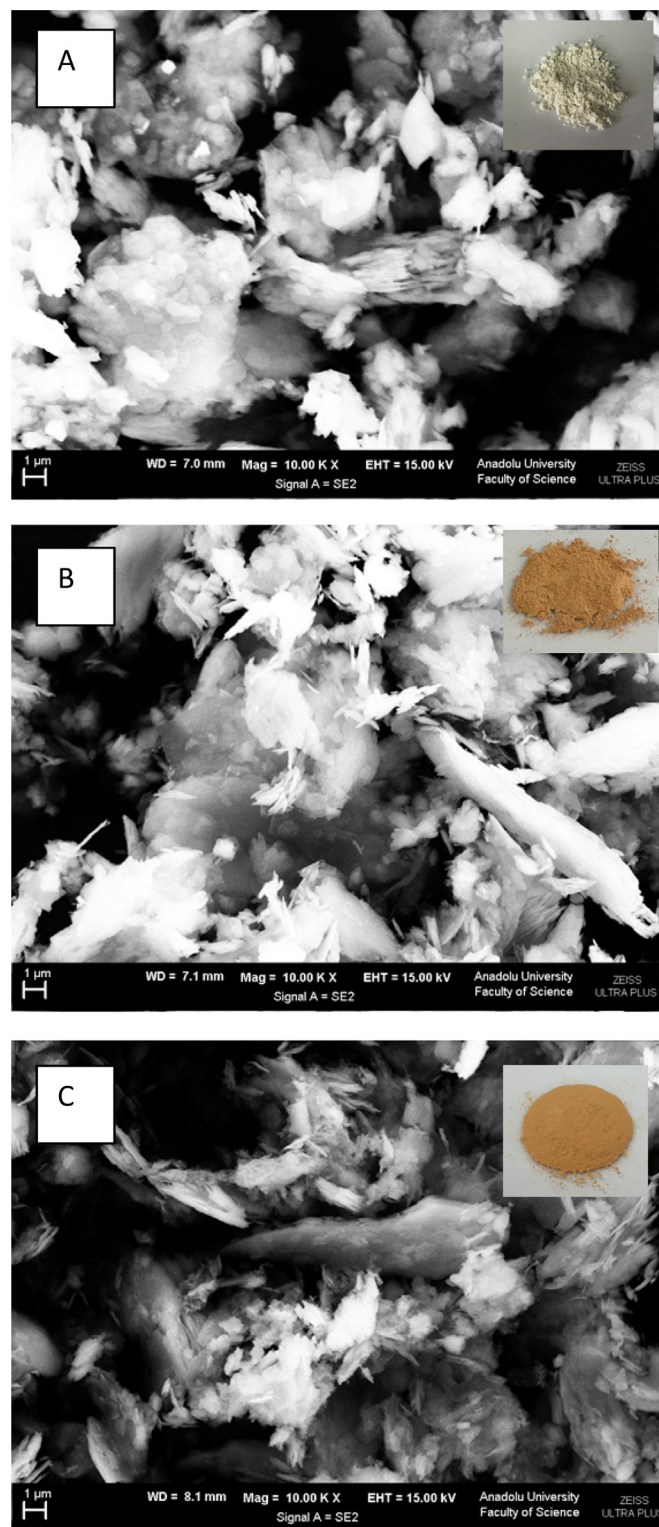 A
1 µm
WD = 7.0 mm Mag = 10.00 K X EHT = 15.00 kV
Signal A = SE2
Anadolu University
Faculty of Science
ZEISS
ULTRA PLUS
B
1 µm
WD = 7.1 mm Mag = 10.00 K X EHT = 15.00 kV
Signal A = SE2
Anadolu University
Faculty of Science
ZEISS
ULTRA PLUS
C
1 µm
WD = 8.1 mm Mag = 10.00 K X EHT = 15.00 kV
Signal A = SE2
Anadolu University
Faculty of Science
ZEISS
ULTRA PLUS